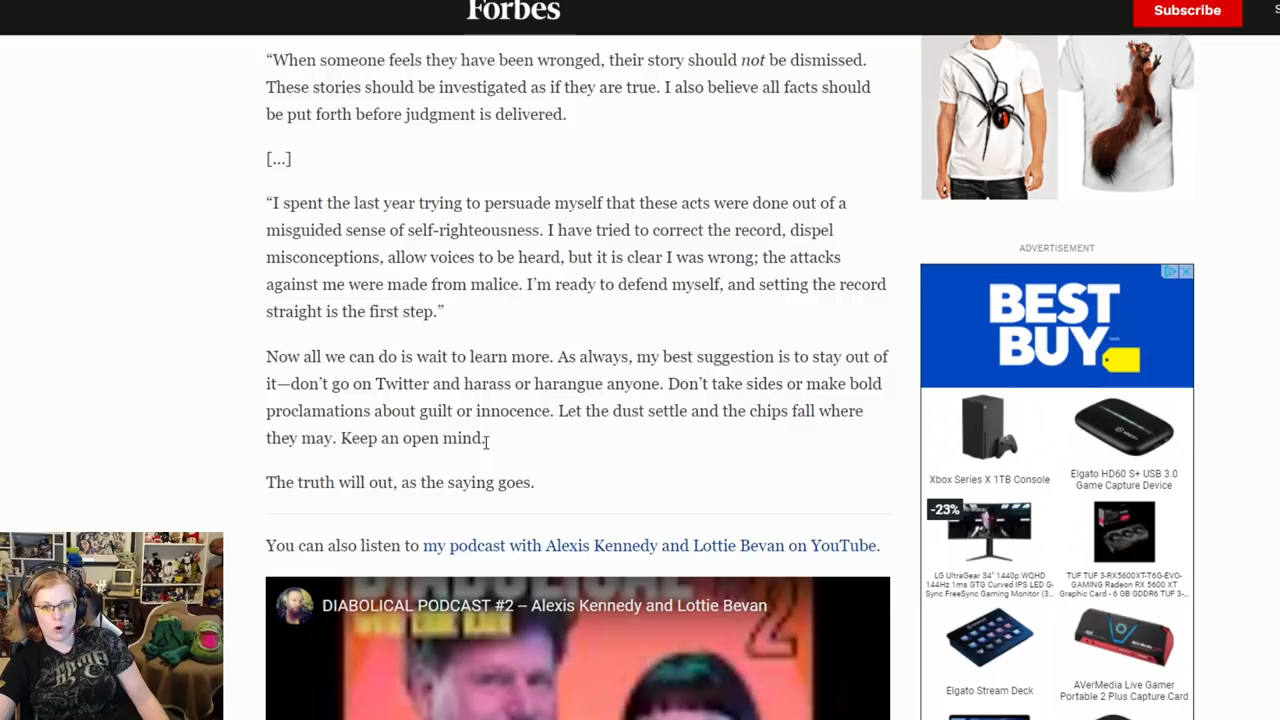 Forbes
Subscribe
S
“When someone feels they have been wronged, their story should not be dismissed.
These stories should be investigated as if they are true. I also believe all facts should
be put forth before judgment is delivered.
[…]
“I spent the last year trying to persuade myself that these acts were done out of a
misguided sense of self-righteousness. I have tried to correct the record, dispel
misconceptions, allow voices to be heard, but it is clear I was wrong; the attacks
against me were made from malice. I’m ready to defend myself, and setting the record
straight is the first step.”
Now all we can do is wait to learn more. As always, my best suggestion is to stay out of
it—don’t go on Twitter and harass or harangue anyone. Don’t take sides or make bold
proclamations about guilt or innocence. Let the dust settle and the chips fall where
they may. Keep an open mind.
The truth will out, as the saying goes.
You can also listen to my podcast with Alexis Kennedy and Lottie Bevan on YouTube.
DIABOLICAL PODCAST #2 – Alexis Kennedy and Lottie Bevan
2
ADVERTISEMENT
BEST
BUY
Xbox Series X 1TB Console
Elgato HD60 S+ USB 3.0
Game Capture Device
-23%
LG UltraGear 34" 1440p WQHD
144Hz 1ms GTG Curved IPS LED G-
Sync FreeSync Gaming Monitor (3...
TUF TUF 3-RX5600XT-T6G-EVO-
GAMING Radeon RX 5600 XT
Graphic Card - 6 GB GDDR6 TUF 3-...
Elgato Stream Deck
AVerMedia Live Gamer
Portable 2 Plus Capture Card